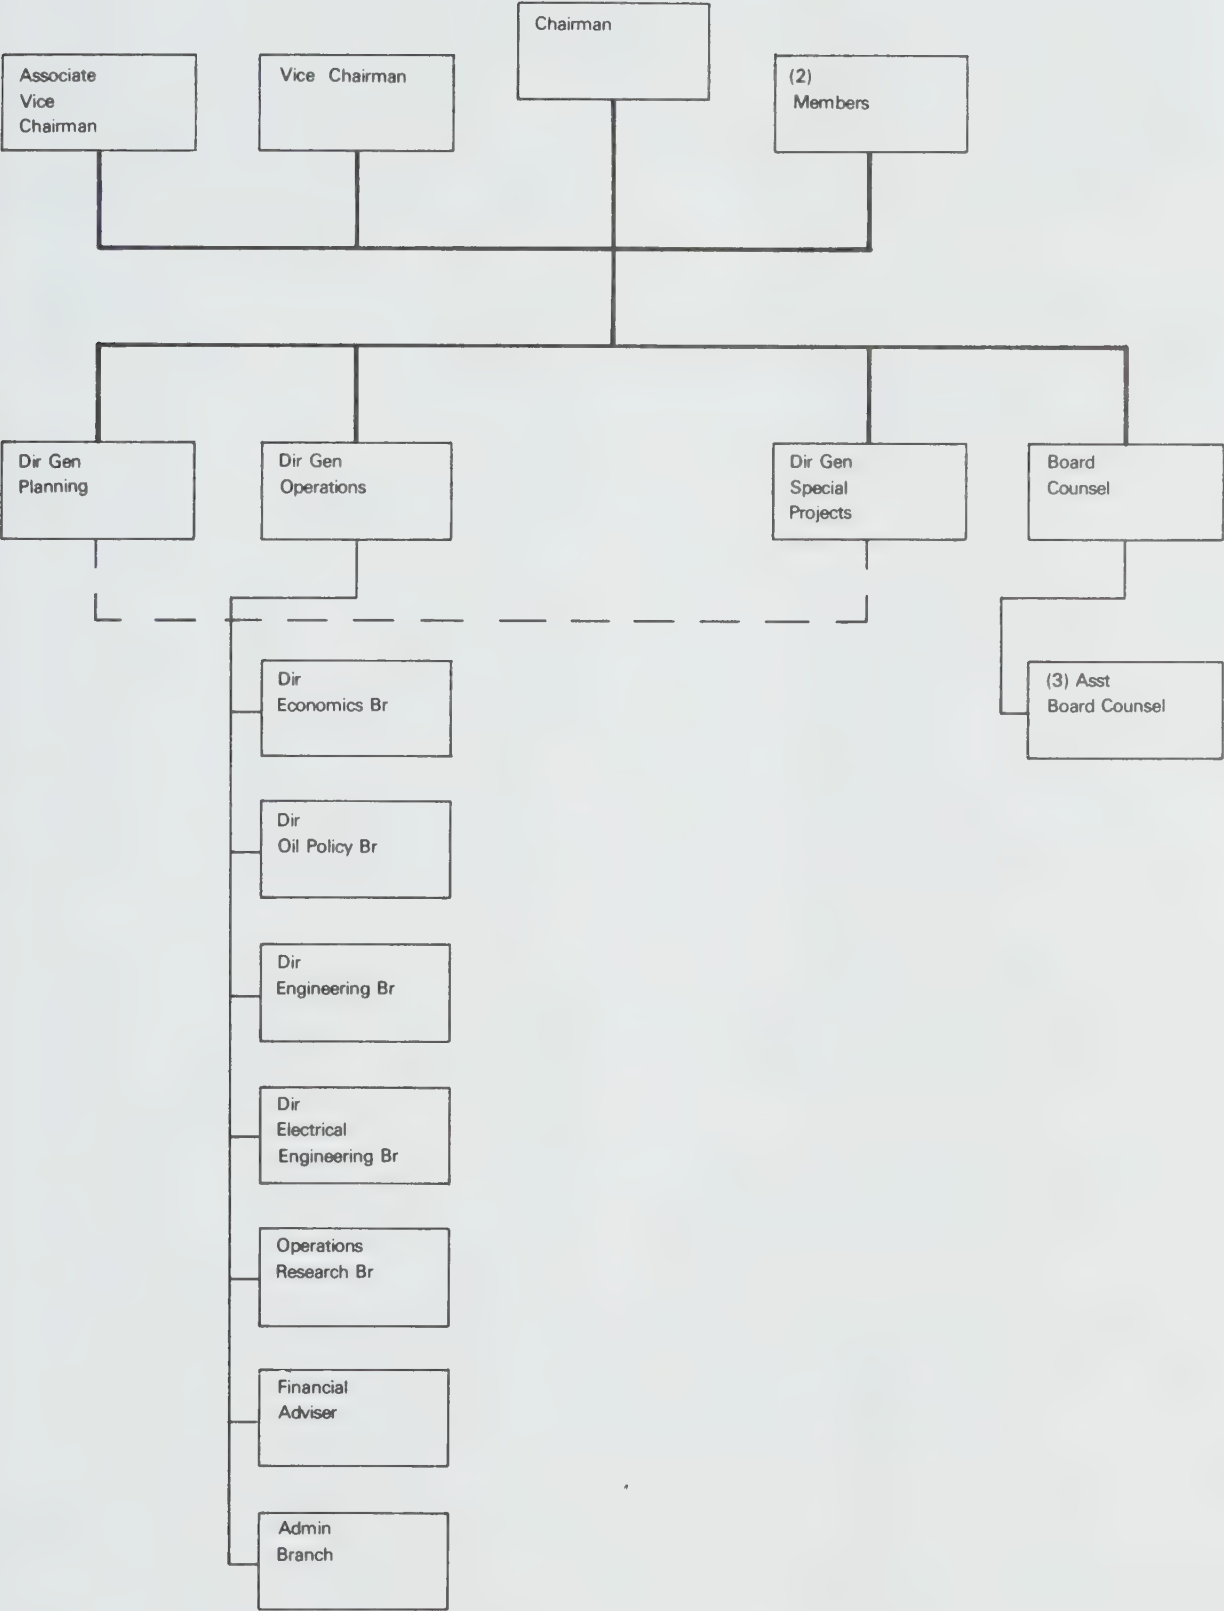 Chairman
Associate
Vice
Chairman
Vice Chairman
(2)
Members
Dir Gen
Planning
Dir Gen
Operations
Dir Gen
Special
Projects
Board
Counsel
Dir
Economics Br
(3) Asst
Board Counsel
Dir
Oil Policy Br
Dir
Engineering Br
Dir
Electrical
Engineering Br
Operations
Research Br
Financial
Adviser
Admin
Branch